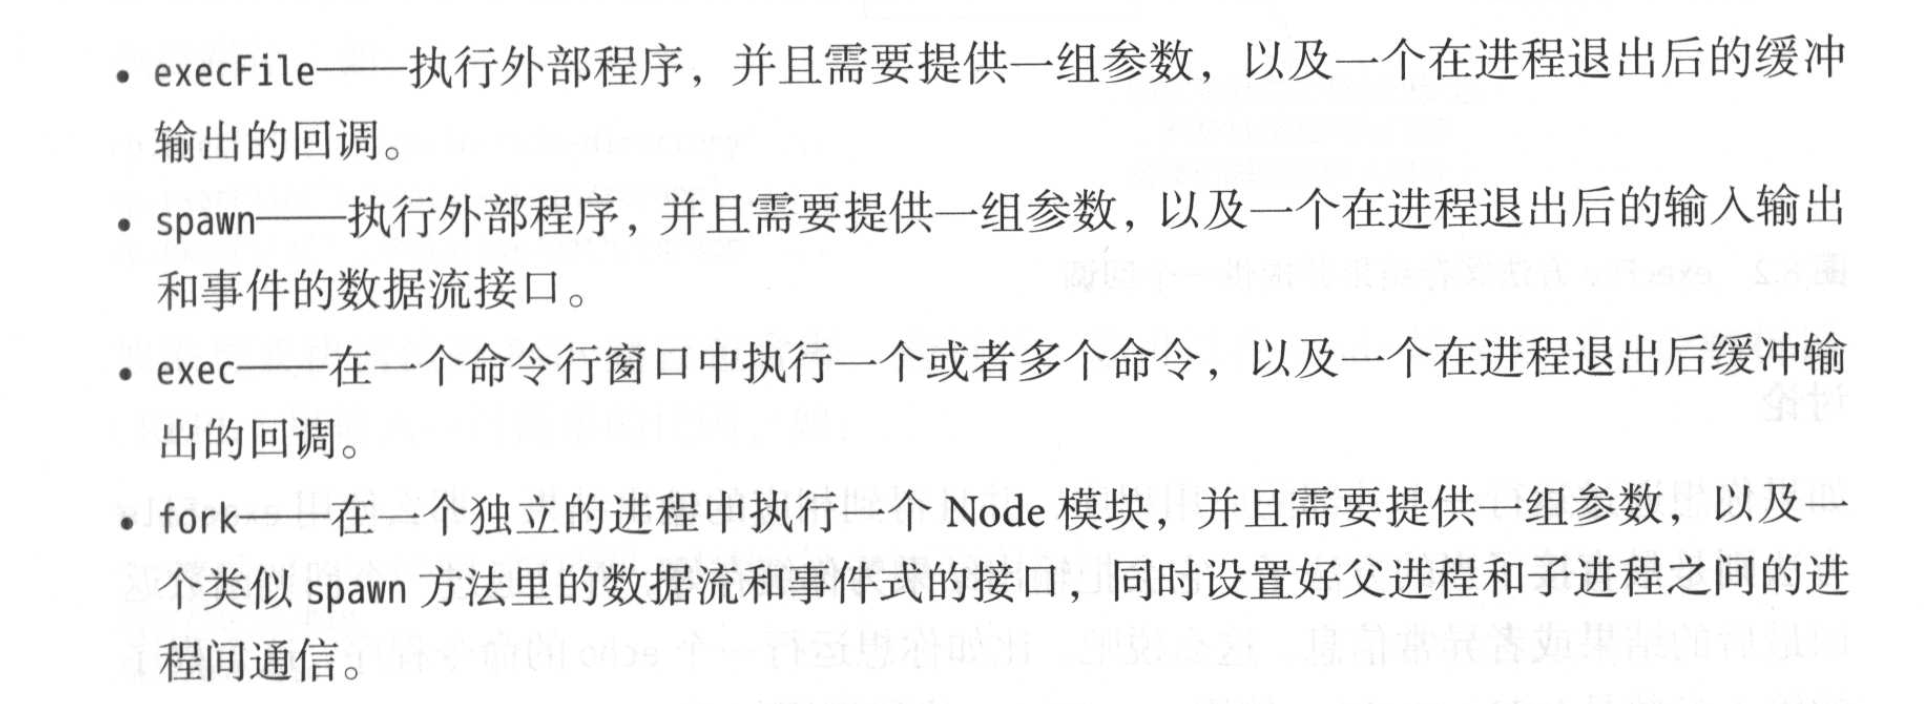 • execFile——执行外部程序，并且需要提供一组参数，以及一个在进程退出后的缓冲
输出的回调。
• spawn——执行外部程序，并且需要提供一组参数，以及一个在进程退出后的输入输出
和事件的数据流接口。
• exec——在一个命令行窗口中执行一个或者多个命令，以及一个在进程退出后缓冲输
出的回调。
• fork——在一个独立的进程中执行一个 Node 模块，并且需要提供一组参数，以及一
个类似 spawn 方法里的数据流和事件式的接口，同时设置好父进程和子进程之间的进
程间通信。